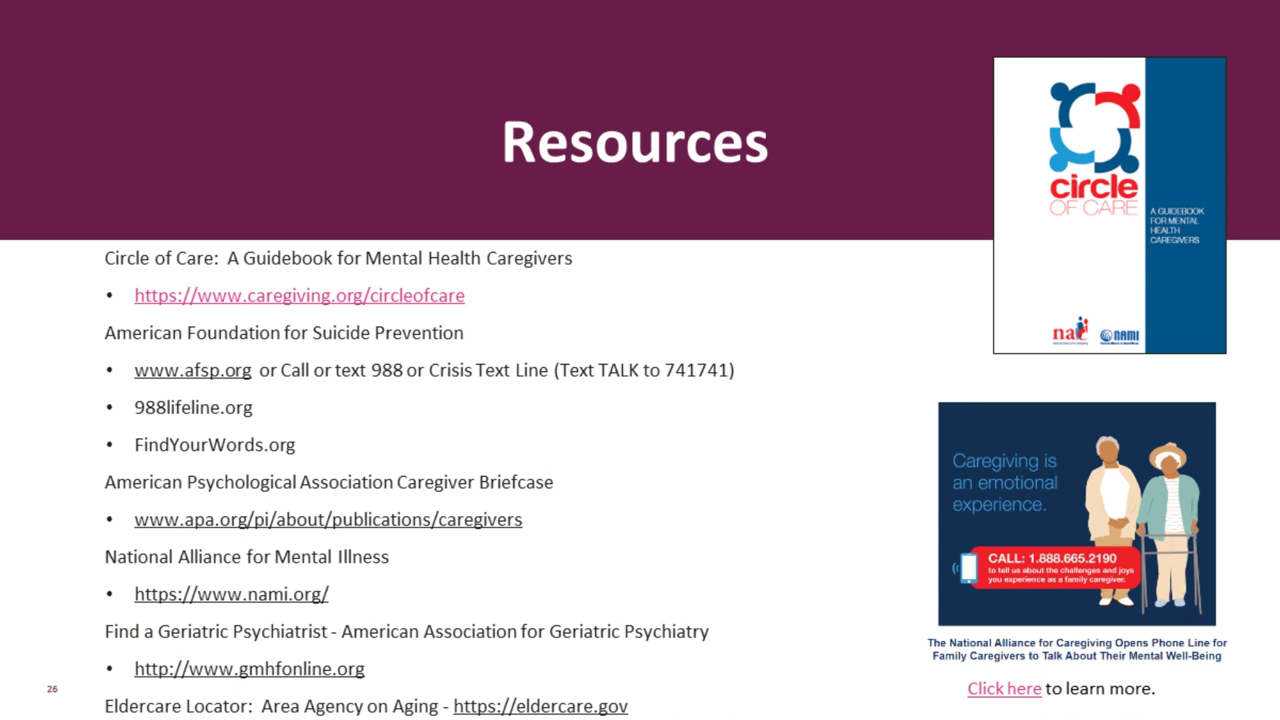 Resources
Circle of Care:  A Guidebook for Mental Health Caregivers
• https://www.caregiving.org/circleofcare
American Foundation for Suicide Prevention
• www.afsp.org or Call or text 988 or Crisis Text Line (Text TALK to 741741)
• 988lifeline.org
• FindYourWords.org
American Psychological Association Caregiver Briefcase
• www.apa.org/pi/about/publications/caregivers
National Alliance for Mental Illness
• https://www.nami.org/
Find a Geriatric Psychiatrist - American Association for Geriatric Psychiatry
• http://www.gmhfonline.org
Eldercare Locator:  Area Agency on Aging - https://eldercare.gov
26
circle
OF CARE
A GUIDEBOOK
FOR MENTAL
HEALTH
CAREGIVERS
nac
NAMI
Caregiving is
an emotional
experience.
CALL: 1.888.665.2190
to tell us about the challenges and joys
you experience as a family caregiver.
The National Alliance for Caregiving Opens Phone Line for
Family Caregivers to Talk About Their Mental Well-Being
Click here to learn more.